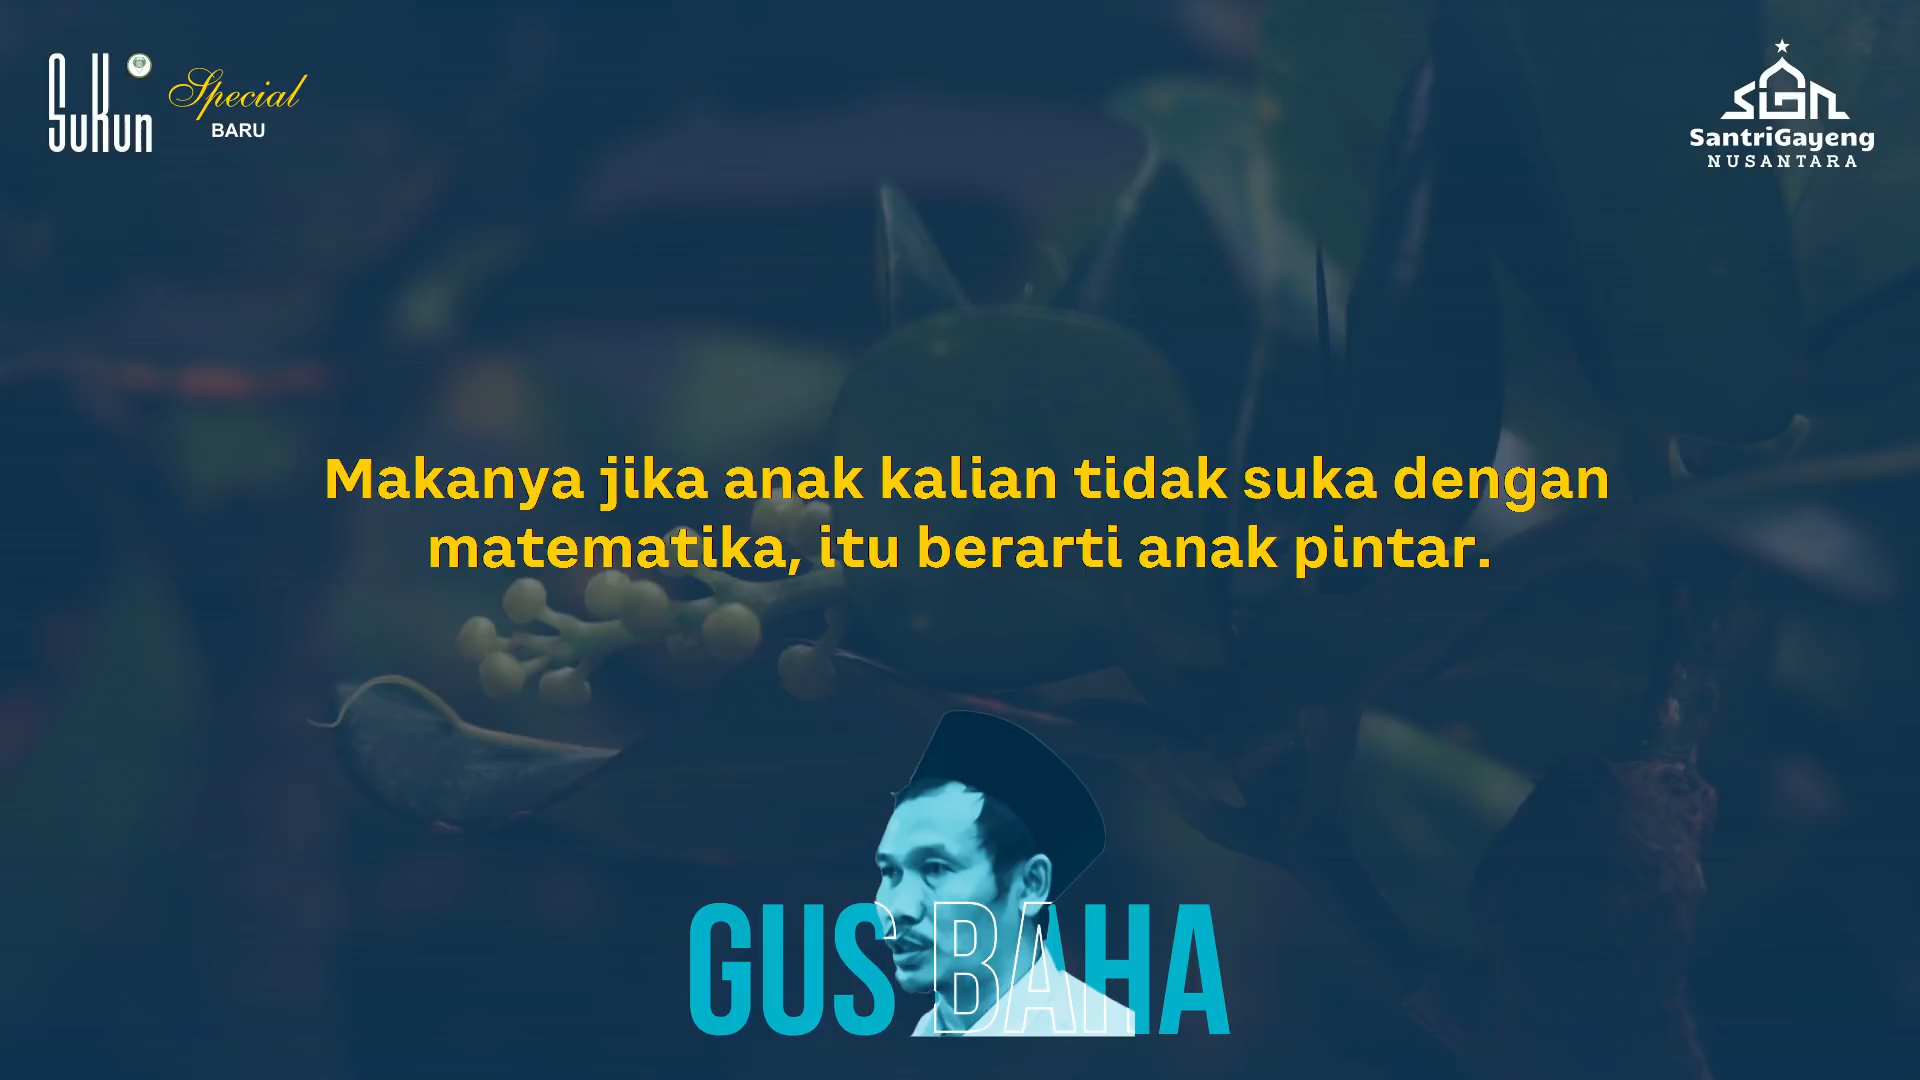 Sukun
Special
BARU
SIGN
SantriGayeng
NUSANTARA
Makanya jika anak kalian tidak suka dengan
matematika, itu berarti anak pintar.
GUS BAHA